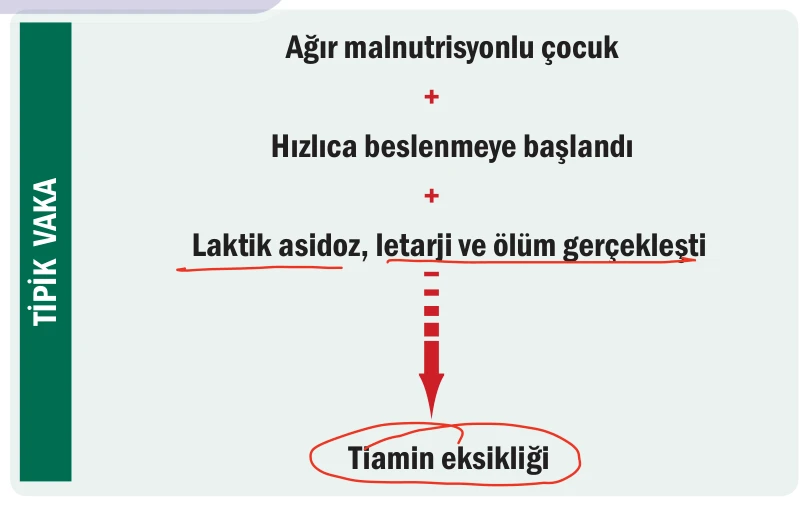 TİPİK VAKA
Ağır malnutrisyonlu çocuk
+
Hızlıca beslenmeye başlandı
+
Laktik asidoz, letarji ve ölüm gerçekleşti
Tiamin eksikliği